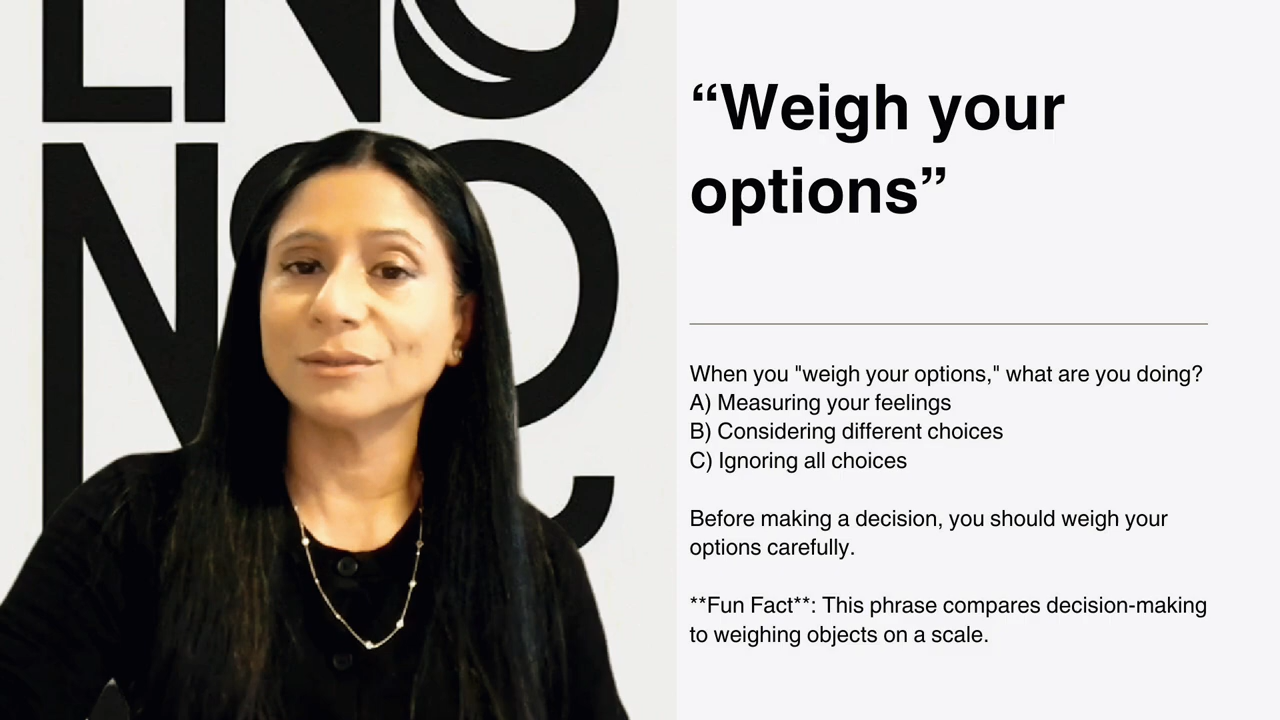 “Weigh your
options”
When you "weigh your options," what are you doing?
A) Measuring your feelings
B) Considering different choices
C) Ignoring all choices
Before making a decision, you should weigh your
options carefully.
**Fun Fact**: This phrase compares decision-making
to weighing objects on a scale.